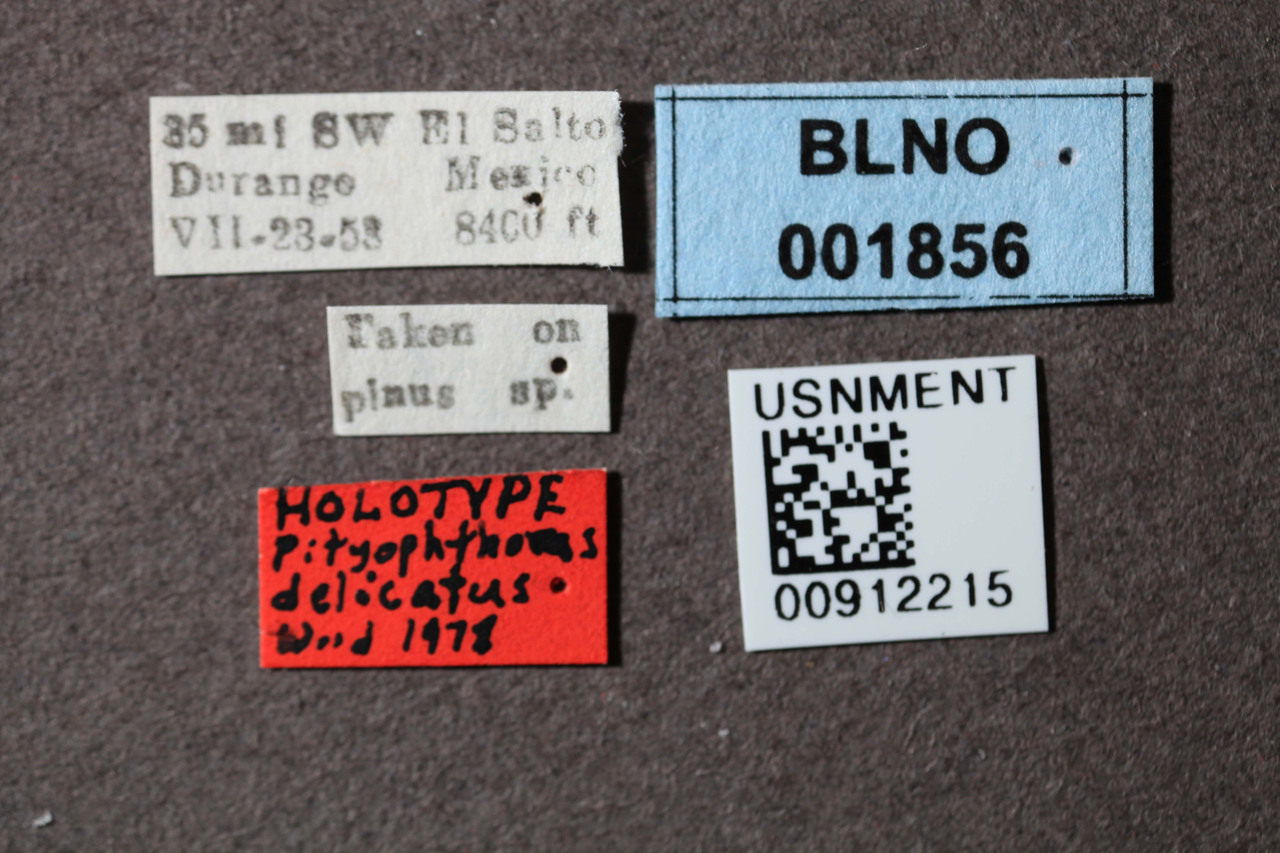 35 mi SW El Salto
Durango Mexico
VII-23-53 8400 ft
Taken on
pinus sp.
HOLOTYPE
Pityophthorus
delicatus
Wood 1978
BLNO
001856
USNMENT
00912215